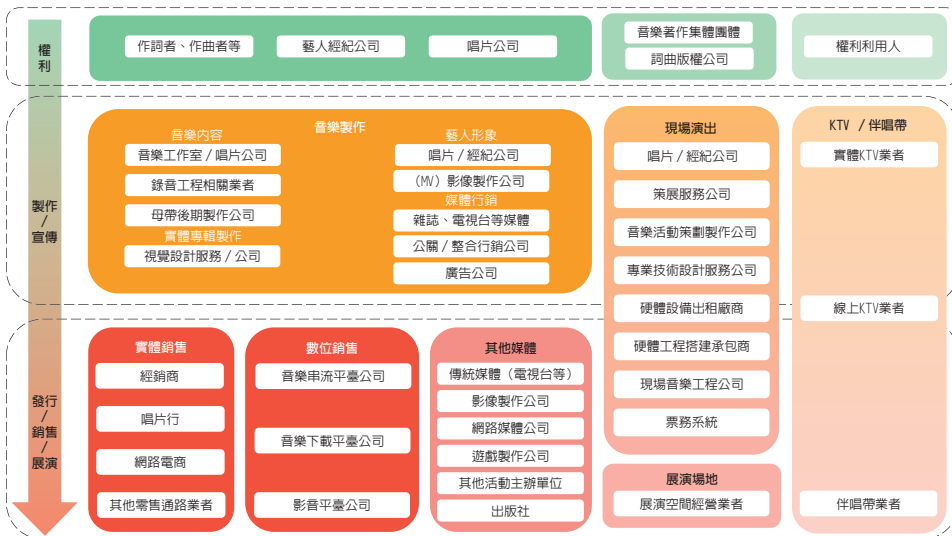 權利
作詞者、作曲者等
藝人經紀公司
唱片公司
音樂著作集體團體
詞曲版權公司
權利利用人
製作
/
宣傳
音樂製作
音樂內容
音樂工作室/唱片公司
錄音工程相關業者
母帶後期製作公司
實體專輯製作
視覺設計服務/公司
藝人形象
唱片/經紀公司
(MV)影像製作公司
媒體行銷
雜誌、電視台等媒體
公關/整合行銷公司
廣告公司
現場演出
唱片/經紀公司
策展服務公司
音樂活動策劃製作公司
專業技術設計服務公司
硬體設備出租廠商
硬體工程搭建承包商
現場音樂工程公司
票務系統
KTV /伴唱帶
實體KTV業者
線上KTV業者
伴唱帶業者
發行
/
銷售
/
展演
實體銷售
經銷商
唱片行
網路電商
其他零售通路業者
數位銷售
音樂串流平臺公司
音樂下載平臺公司
影音平臺公司
其他媒體
傳統媒體(電視台等)
影像製作公司
網路媒體公司
遊戲製作公司
其他活動主辦單位
出版社
展演場地
展演空間經營業者